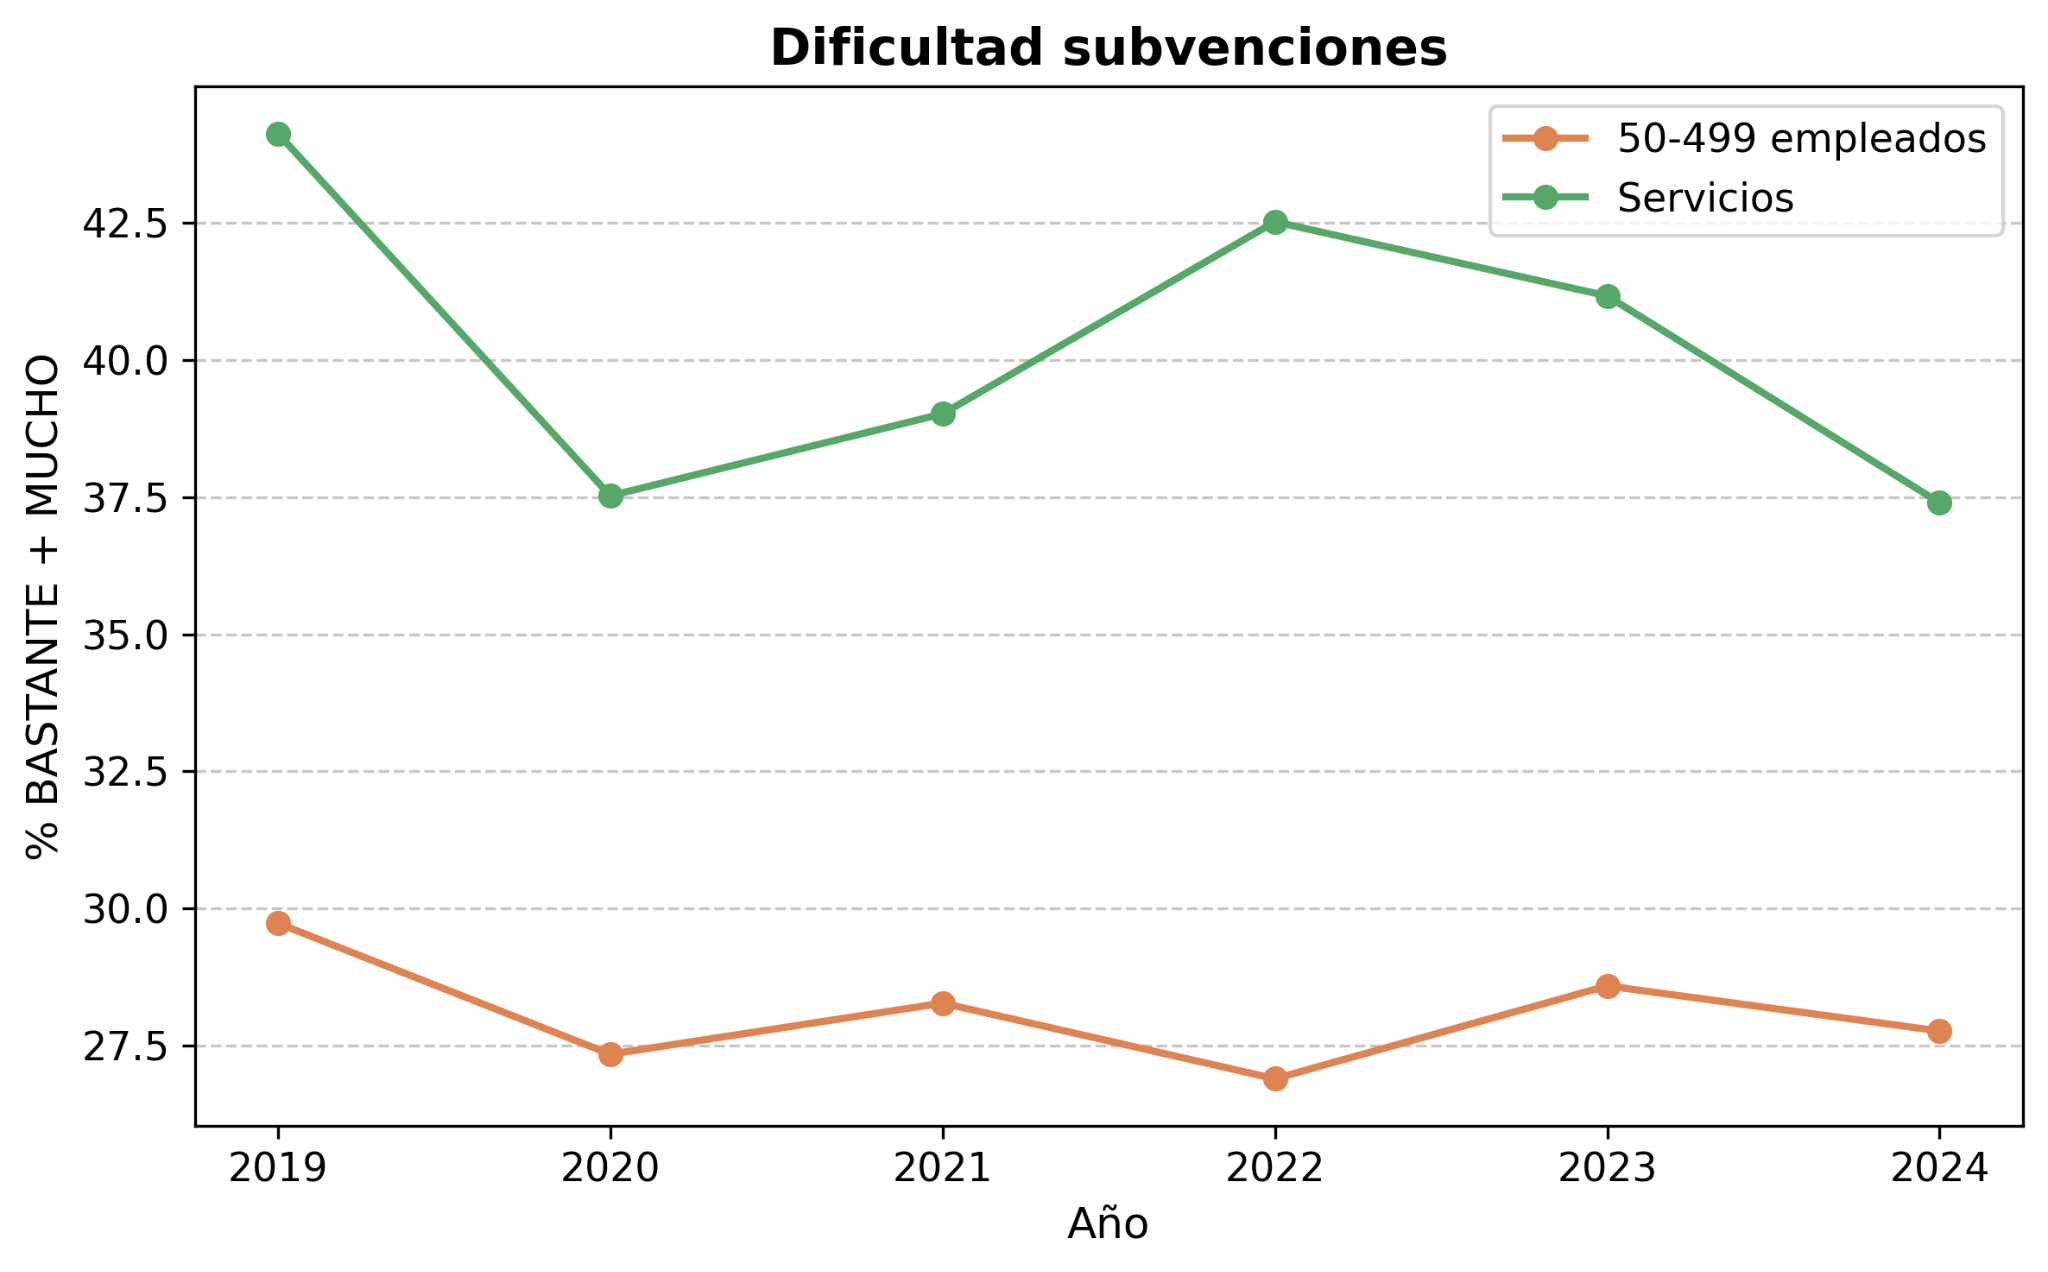 Dificultad subvenciones
50-499 empleados
Servicios
% BASTANTE + MUCHO
42.5
40.0
37.5
35.0
32.5
30.0
27.5
2019 2020 2021 2022 2023 2024
Año